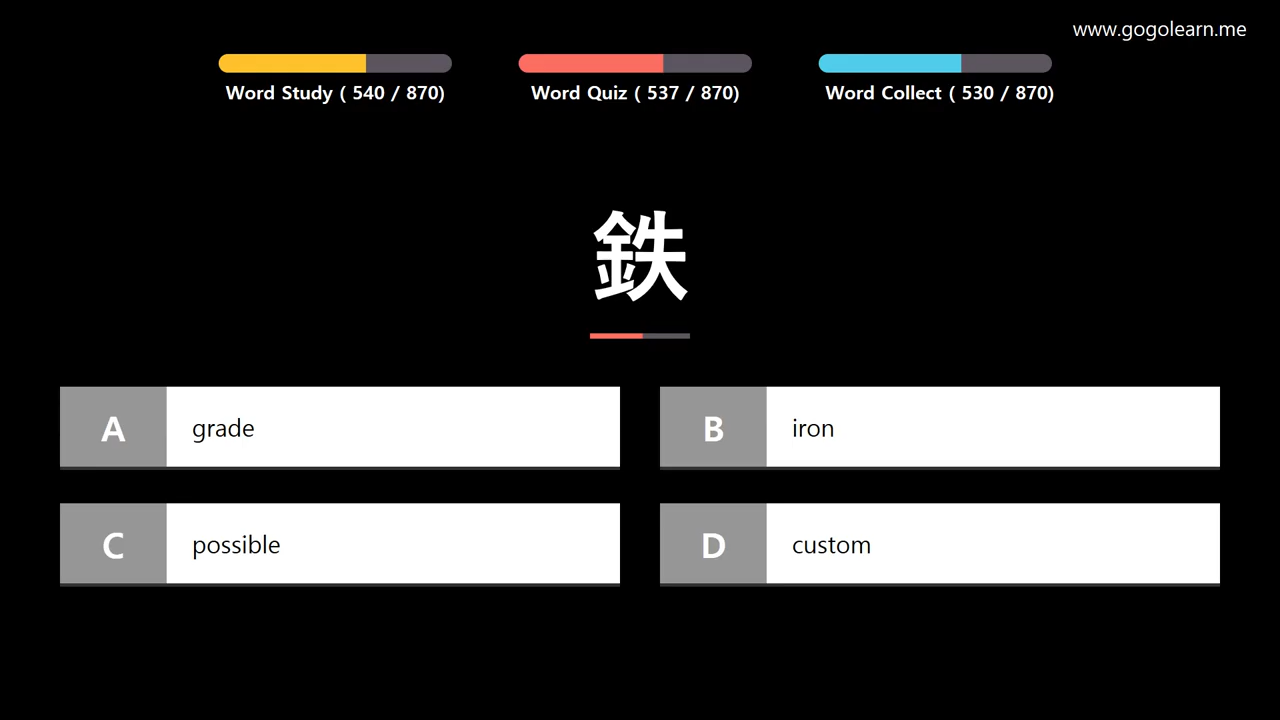 www.gogolearn.me
Word Study ( 540 / 870)
Word Quiz ( 537 / 870)
Word Collect ( 530 / 870)
鉄
A grade
B iron
C possible
D custom